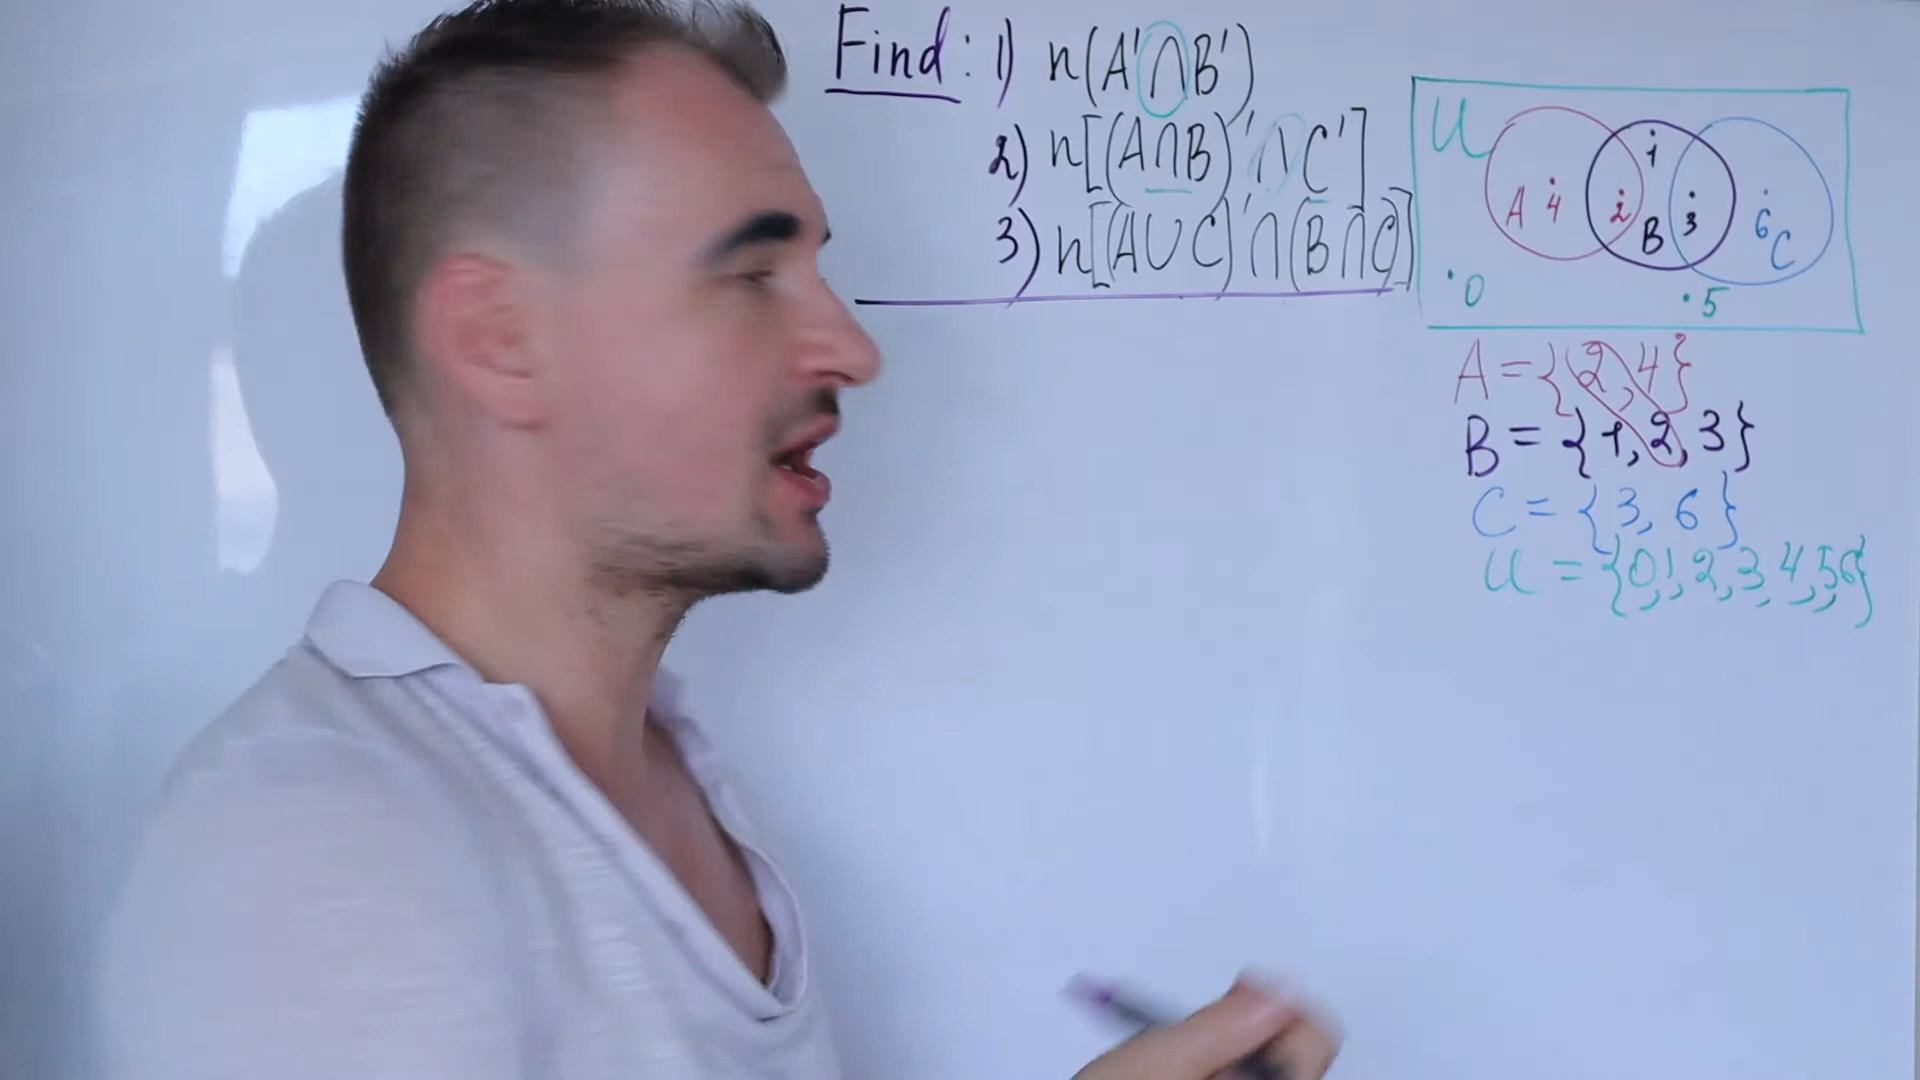 Find: 1) n(A'∩B')
2) n[(A∩B)'∩C']
3) n[(A∪C)'∩(B∩C)]
U
1
A 4 2 B 3 6 C
0 5
A={2,4}
B={1,2,3}
C={3,6}
U={0,1,2,3,4,5,6}